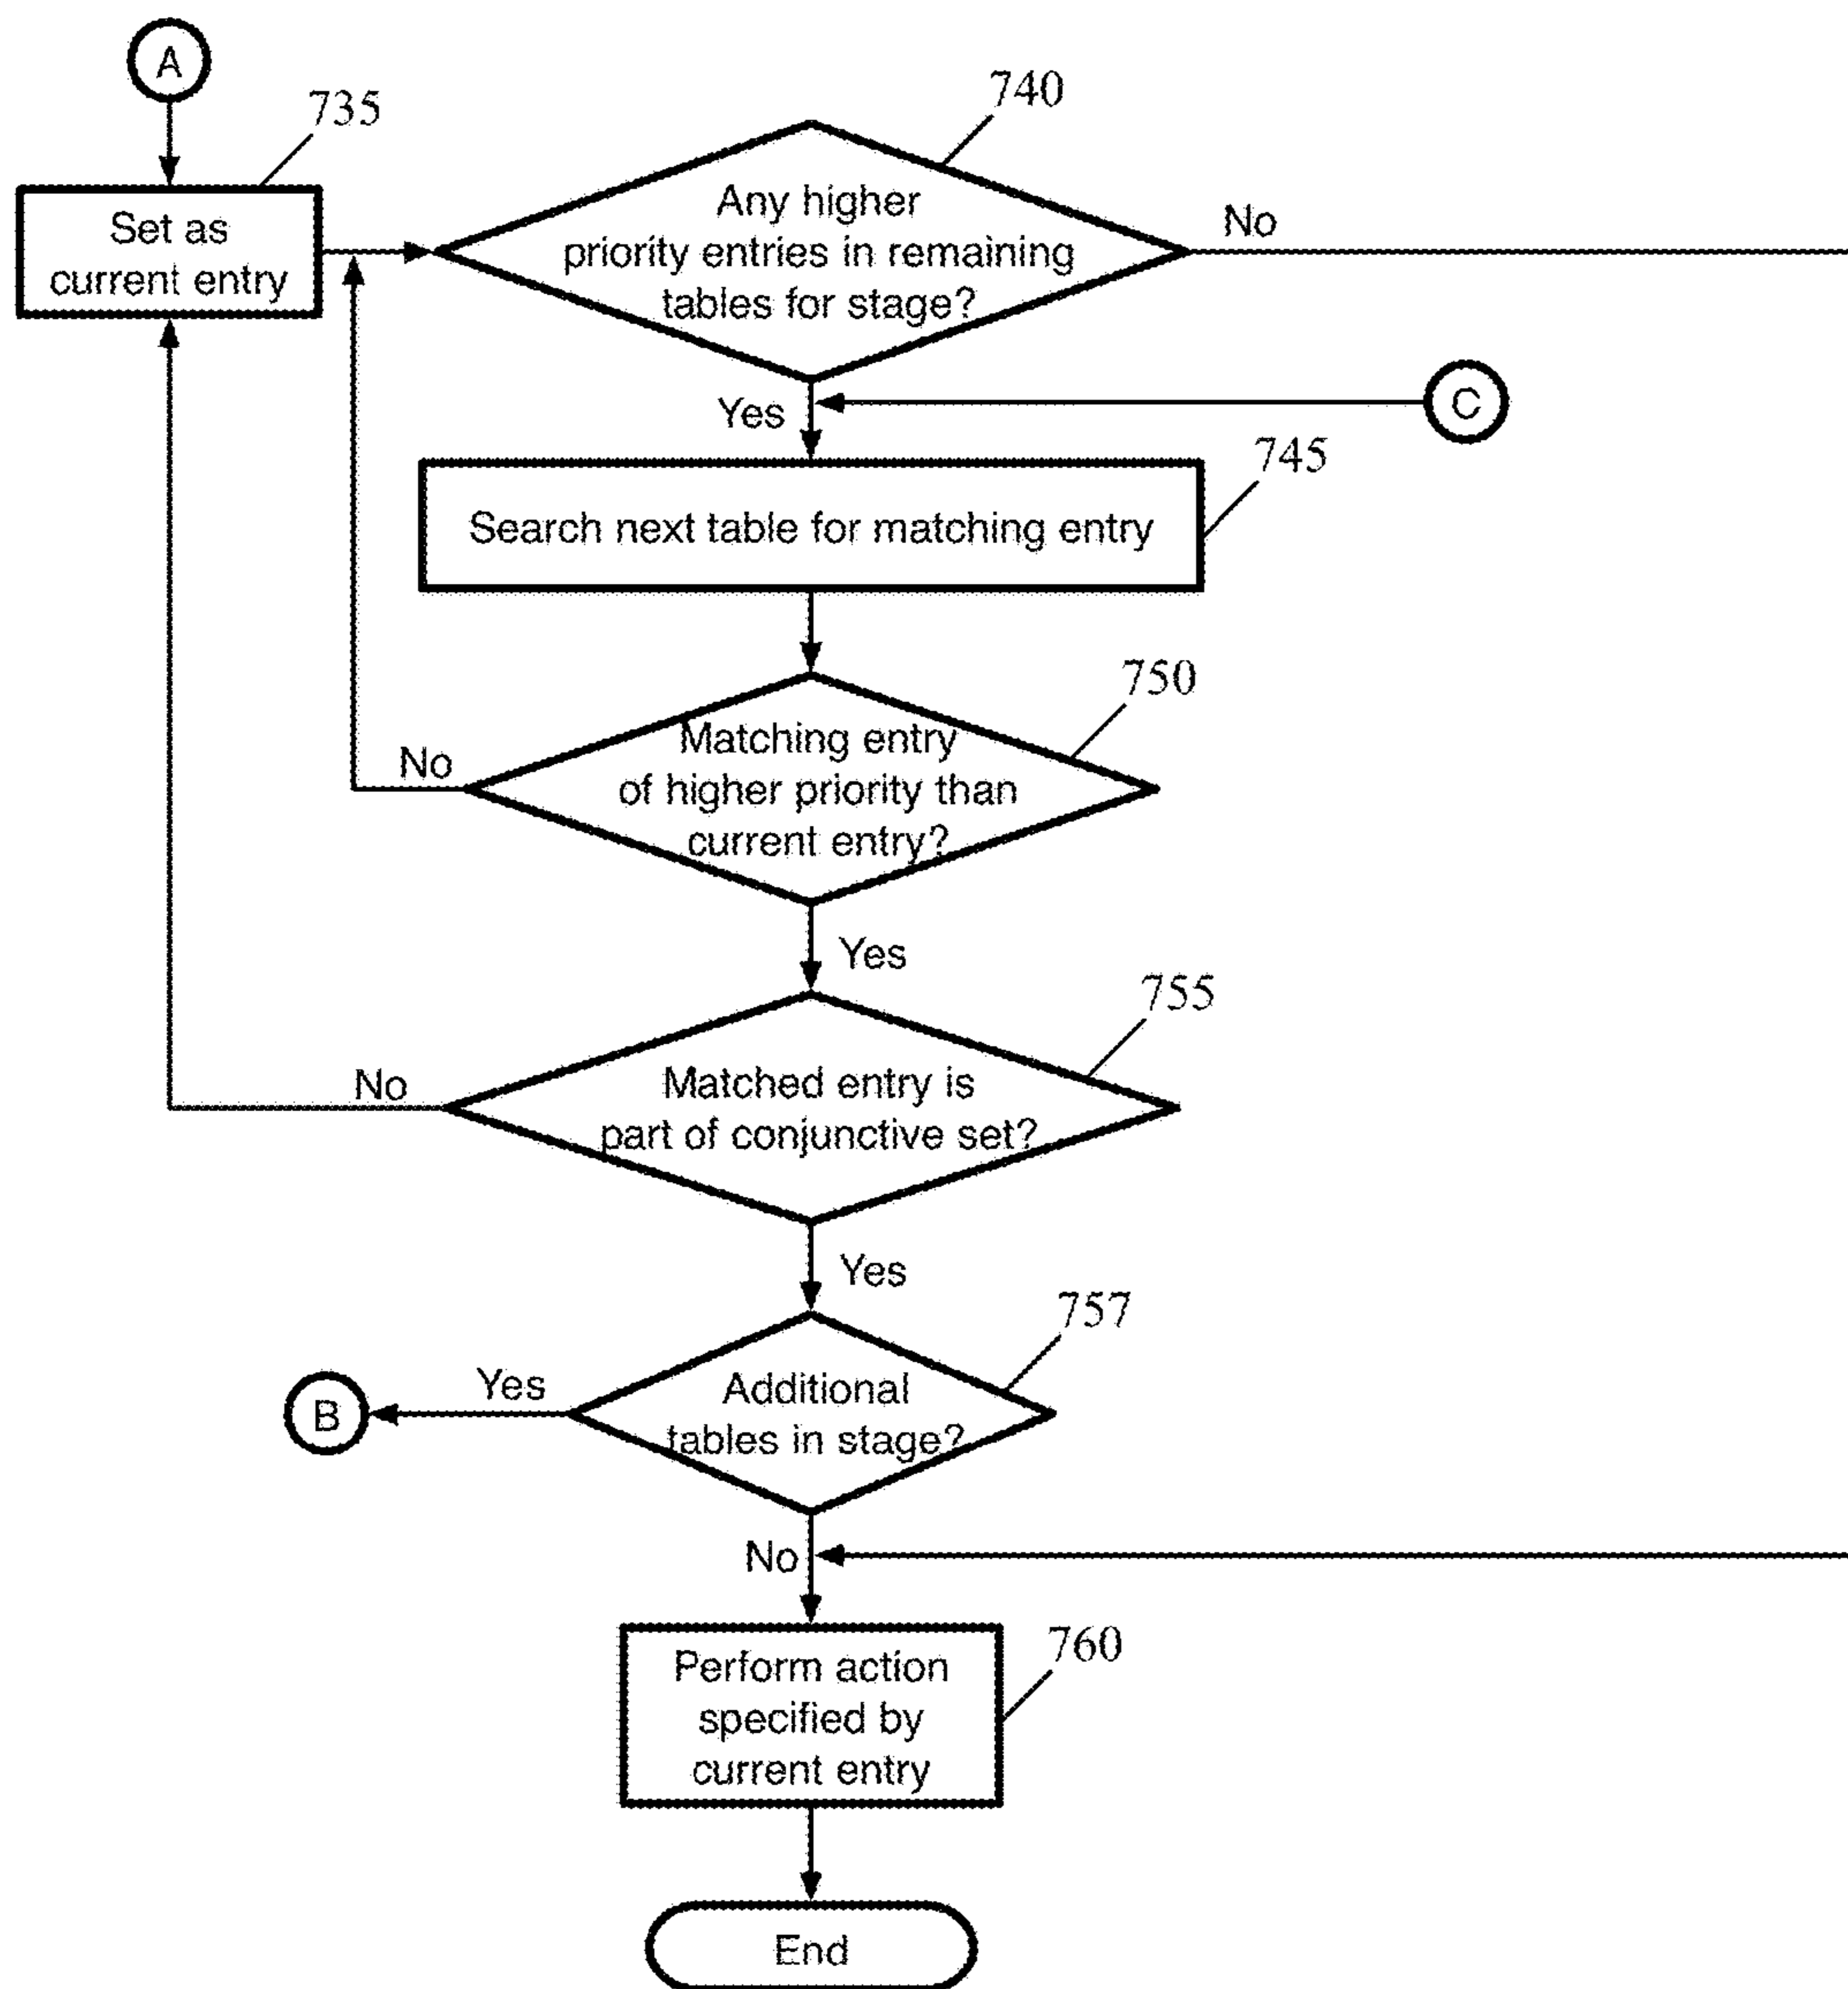 A
735
Set as
current entry
740
Any higher
priority entries in remaining
tables for stage?
No
Yes
C
745
Search next table for matching entry
750
Matching entry
of higher priority than
current entry?
No
Yes
755
Matched entry is
part of conjunctive set?
No
Yes
757
Additional
tables in stage?
Yes
B
No
760
Perform action
specified by
current entry
End